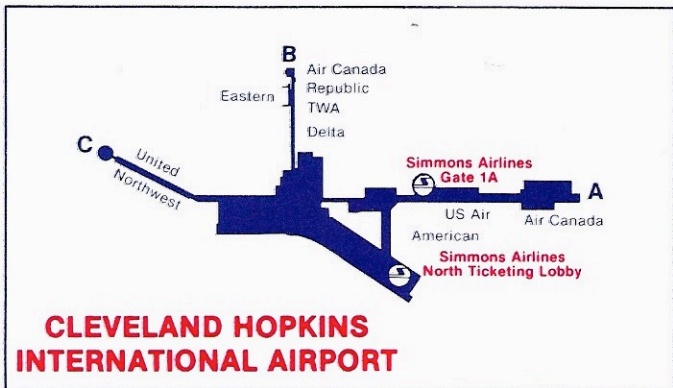 B
Air Canada
Eastern
Republic
TWA
Delta
C
United
Northwest
Simmons Airlines
Gate 1A
A
US Air
Air Canada
American
Simmons Airlines
North Ticketing Lobby
CLEVELAND HOPKINS
INTERNATIONAL AIRPORT